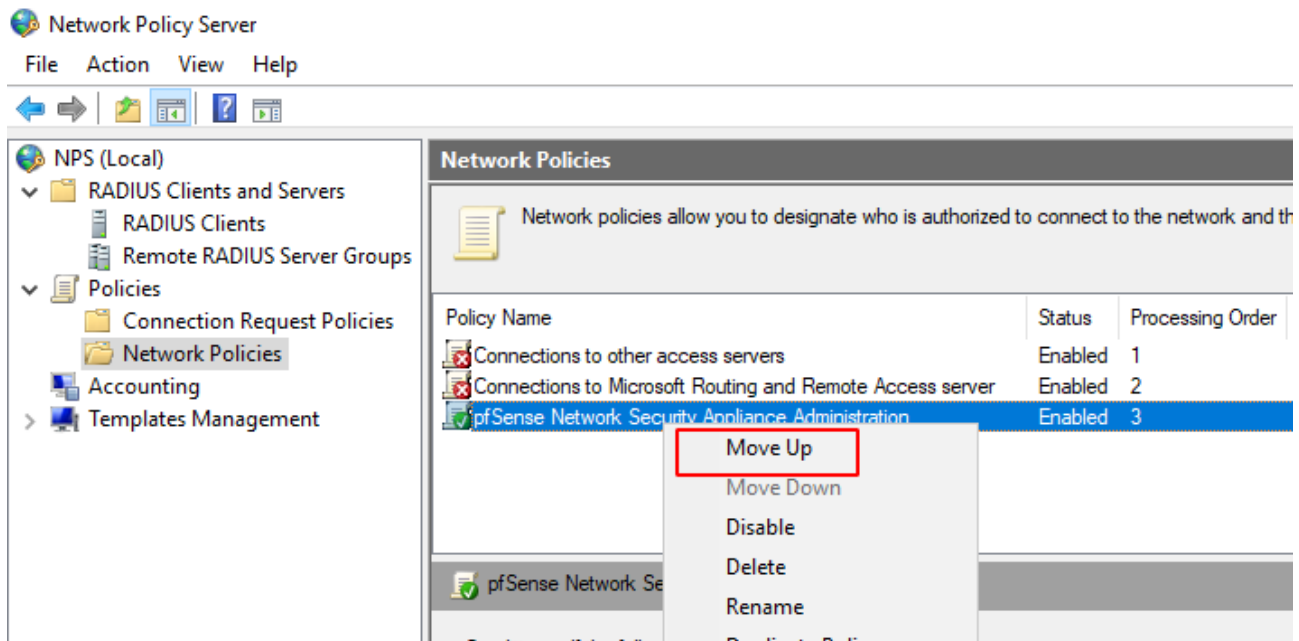 Network Policy Server
File Action View Help
NPS (Local)
RADIUS Clients and Servers
RADIUS Clients
Remote RADIUS Server Groups
Policies
Connection Request Policies
Network Policies
Accounting
Templates Management
Network Policies
Network policies allow you to designate who is authorized to connect to the network and th
Policy Name Status Processing Order
Connections to other access servers Enabled 1
Connections to Microsoft Routing and Remote Access server Enabled 2
pfSense Network Security Appliance Administration Enabled 3
Move Up
Move Down
Disable
Delete
Rename
pfSense Network Se